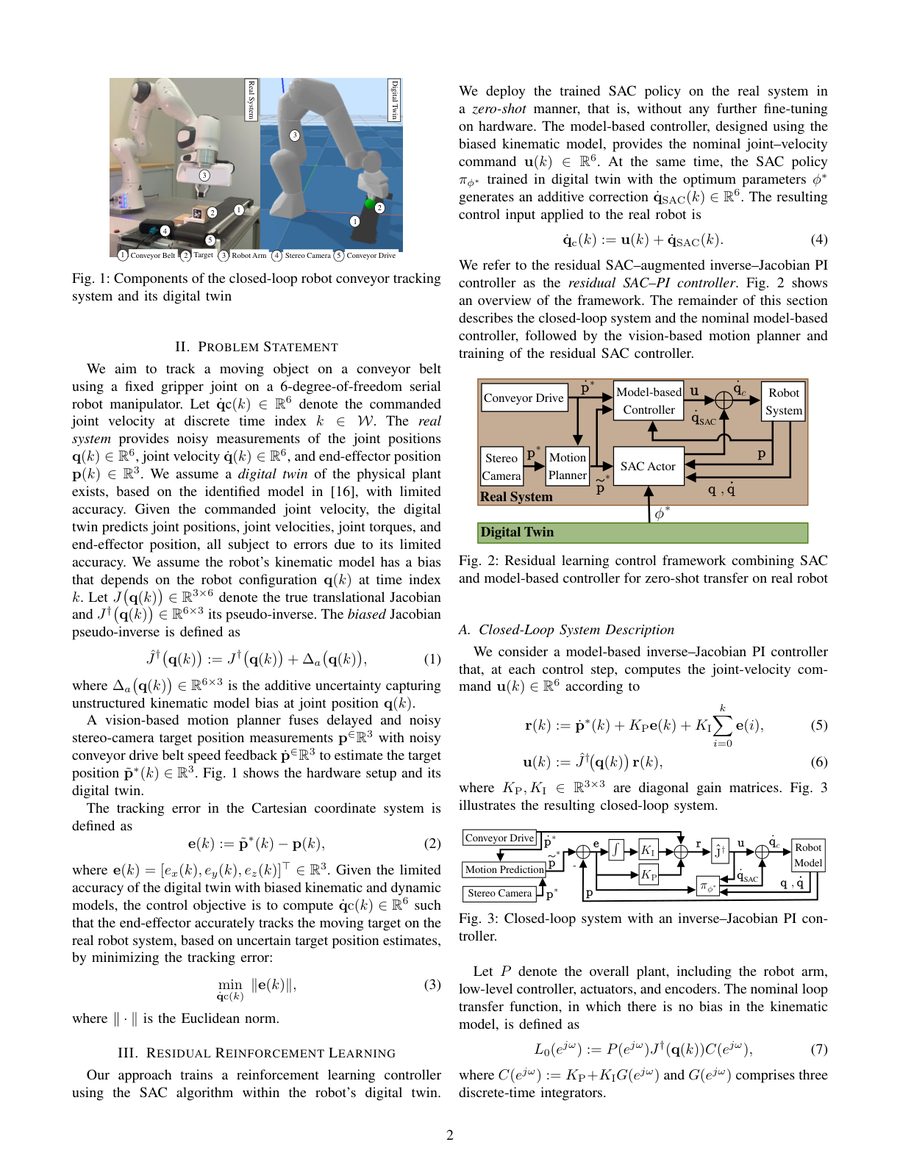 Real System
Digital Twin
3
3
2
1
2
1
4
5
1 Conveyor Belt 2 Target 3 Robot Arm 4 Stereo Camera 5 Conveyor Drive
Fig. 1: Components of the closed-loop robot conveyor tracking
system and its digital twin
II. PROBLEM STATEMENT
We aim to track a moving object on a conveyor belt
using a fixed gripper joint on a 6-degree-of-freedom serial
robot manipulator. Let q̇c(k) ∈ ℝ⁶ denote the commanded
joint velocity at discrete time index k ∈ 𝒲. The real
system provides noisy measurements of the joint positions
q(k) ∈ ℝ⁶, joint velocity q̇(k) ∈ ℝ⁶, and end-effector position
p(k) ∈ ℝ³. We assume a digital twin of the physical plant
exists, based on the identified model in [16], with limited
accuracy. Given the commanded joint velocity, the digital
twin predicts joint positions, joint velocities, joint torques, and
end-effector position, all subject to errors due to its limited
accuracy. We assume the robot's kinematic model has a bias
that depends on the robot configuration q(k) at time index
k. Let J(q(k)) ∈ ℝ³ˣ⁶ denote the true translational Jacobian
and J†(q(k)) ∈ ℝ⁶ˣ³ its pseudo-inverse. The biased Jacobian
pseudo-inverse is defined as
Ĵ†(q(k)) := J†(q(k)) + Δₐ(q(k)), (1)
where Δₐ(q(k)) ∈ ℝ⁶ˣ³ is the additive uncertainty capturing
unstructured kinematic model bias at joint position q(k).
A vision-based motion planner fuses delayed and noisy
stereo-camera target position measurements p∈ℝ³ with noisy
conveyor drive belt speed feedback ṗ∈ℝ³ to estimate the target
position p̃*(k) ∈ ℝ³. Fig. 1 shows the hardware setup and its
digital twin.
The tracking error in the Cartesian coordinate system is
defined as
e(k) := p̃*(k) − p(k), (2)
where e(k) = [eₓ(k), e_y(k), e_z(k)]⊤ ∈ ℝ³. Given the limited
accuracy of the digital twin with biased kinematic and dynamic
models, the control objective is to compute q̇c(k) ∈ ℝ⁶ such
that the end-effector accurately tracks the moving target on the
real robot system, based on uncertain target position estimates,
by minimizing the tracking error:
min ‖e(k)‖, (3)
q̇c(k)
where ‖ · ‖ is the Euclidean norm.
III. RESIDUAL REINFORCEMENT LEARNING
Our approach trains a reinforcement learning controller
using the SAC algorithm within the robot's digital twin.
We deploy the trained SAC policy on the real system in
a zero-shot manner, that is, without any further fine-tuning
on hardware. The model-based controller, designed using the
biased kinematic model, provides the nominal joint–velocity
command u(k) ∈ ℝ⁶. At the same time, the SAC policy
π_ϕ* trained in digital twin with the optimum parameters ϕ*
generates an additive correction q̇_SAC(k) ∈ ℝ⁶. The resulting
control input applied to the real robot is
q̇_c(k) := u(k) + q̇_SAC(k). (4)
We refer to the residual SAC–augmented inverse–Jacobian PI
controller as the residual SAC–PI controller. Fig. 2 shows
an overview of the framework. The remainder of this section
describes the closed-loop system and the nominal model-based
controller, followed by the vision-based motion planner and
training of the residual SAC controller.
Conveyor Drive ṗ* Model-based Controller u q̇_c Robot System
q̇_SAC
Stereo Camera p* Motion Planner p̃* SAC Actor p
q , q̇
Real System
ϕ*
Digital Twin
Fig. 2: Residual learning control framework combining SAC
and model-based controller for zero-shot transfer on real robot
A. Closed-Loop System Description
We consider a model-based inverse–Jacobian PI controller
that, at each control step, computes the joint-velocity com-
mand u(k) ∈ ℝ⁶ according to
r(k) := ṗ*(k) + K_P e(k) + K_I ∑_{i=0}^{k} e(i), (5)
u(k) := Ĵ†(q(k)) r(k), (6)
where K_P, K_I ∈ ℝ³ˣ³ are diagonal gain matrices. Fig. 3
illustrates the resulting closed-loop system.
Conveyor Drive ṗ*
Motion Prediction p̃* - e ∫ K_I K_P r Ĵ† u q̇_c Robot Model
Stereo Camera p* p π_ϕ* q̇_SAC q , q̇
Fig. 3: Closed-loop system with an inverse–Jacobian PI con-
troller.
Let P denote the overall plant, including the robot arm,
low-level controller, actuators, and encoders. The nominal loop
transfer function, in which there is no bias in the kinematic
model, is defined as
L₀(e^{jω}) := P(e^{jω})J†(q(k))C(e^{jω}), (7)
where C(e^{jω}) := K_P+K_I G(e^{jω}) and G(e^{jω}) comprises three
discrete-time integrators.
2